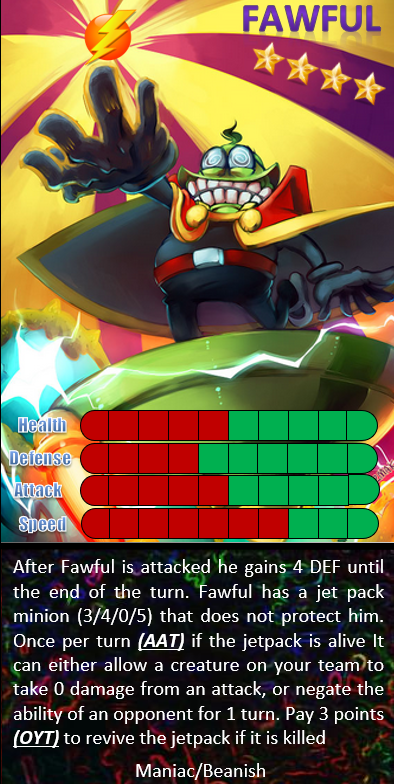 FAWFUL
Health
Defense
Attack
Speed
After Fawful is attacked he gains 4 DEF until
the end of the turn. Fawful has a jet pack
minion (3/4/0/5) that does not protect him.
Once per turn (AAT) if the jetpack is alive It
can either allow a creature on your team to
take 0 damage from an attack, or negate the
ability of an opponent for 1 turn. Pay 3 points
(OYT) to revive the jetpack if it is killed
Maniac/Beanish